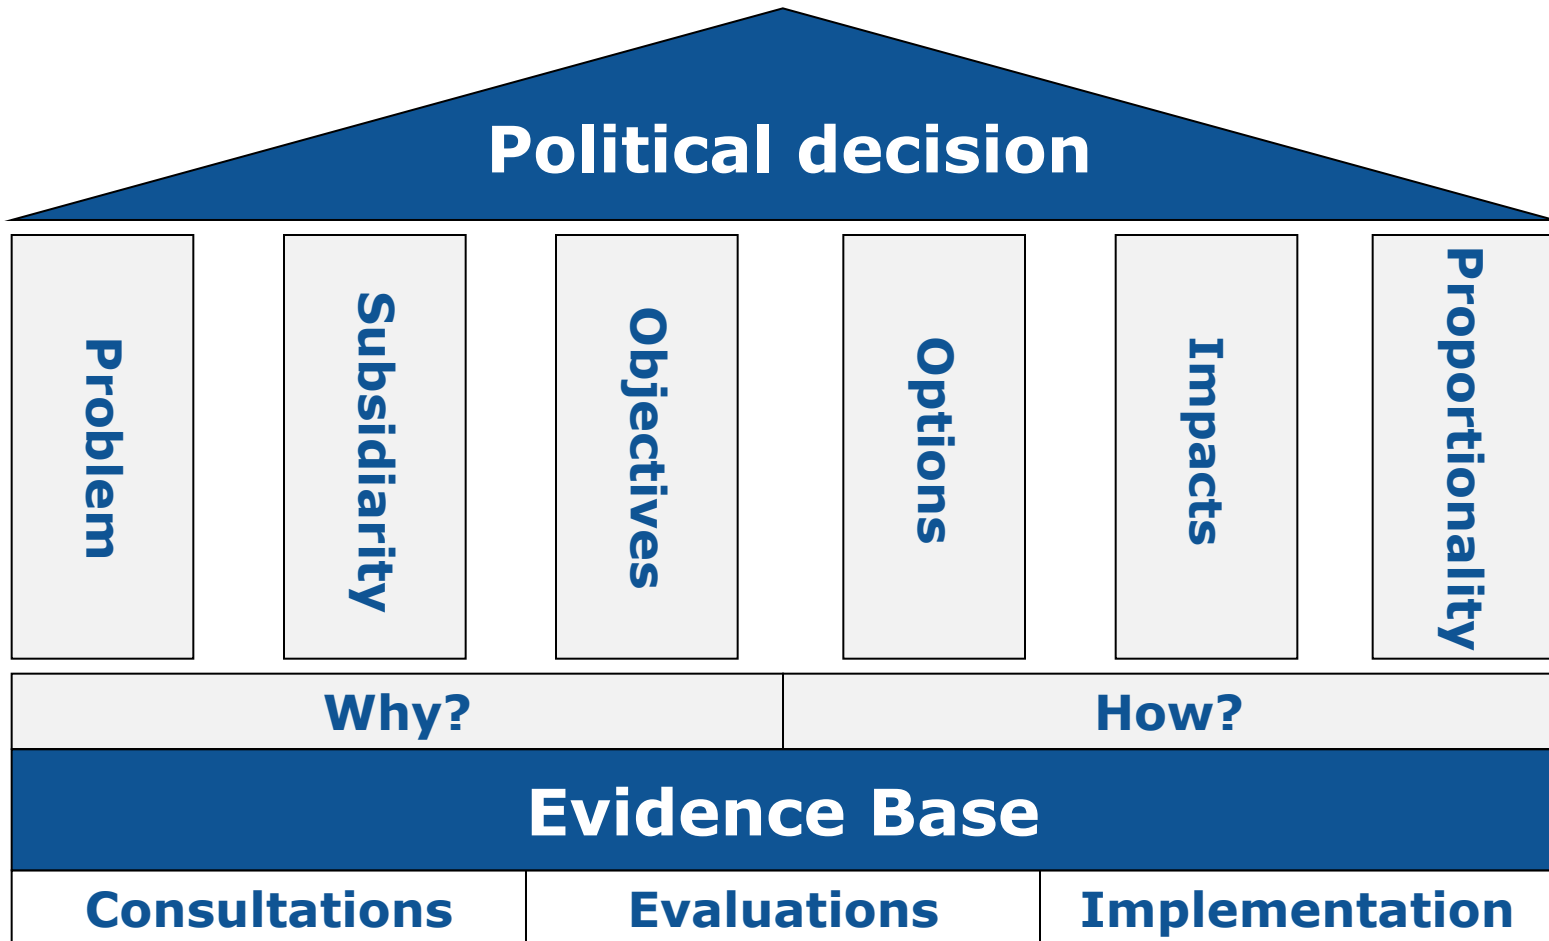 Political decision
Problem
Subsidiarity
Objectives
Options
Impacts
Proportionality
Why?
How?
Evidence Base
Consultations
Evaluations
Implementation